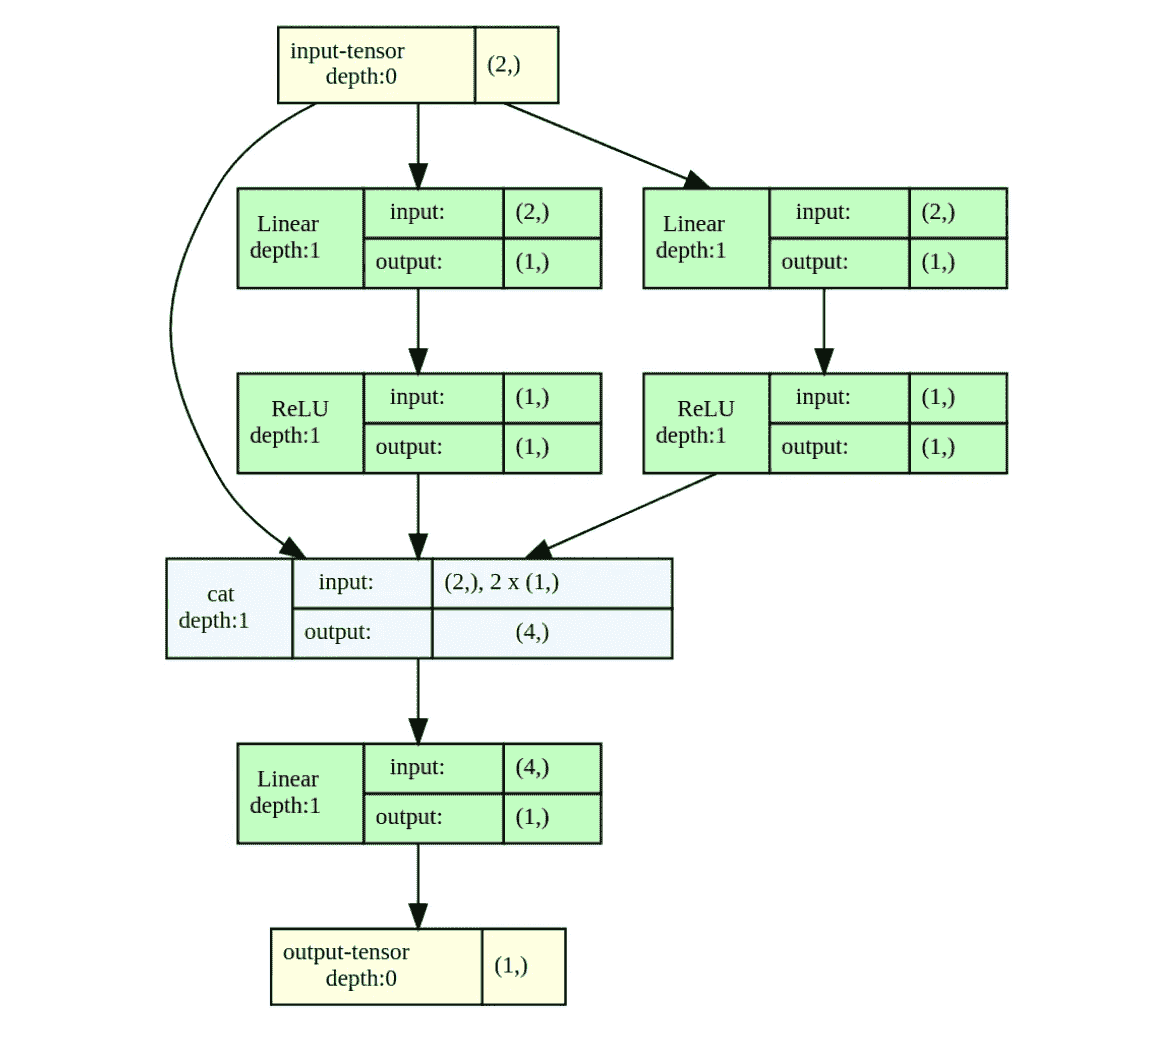 input-tensor
depth:0
(2,)
Linear
depth:1
input:
(2,)
output:
(1,)
Linear
depth:1
input:
(2,)
output:
(1,)
ReLU
depth:1
input:
(1,)
output:
(1,)
ReLU
depth:1
input:
(1,)
output:
(1,)
cat
depth:1
input:
(2,), 2 x (1,)
output:
(4,)
Linear
depth:1
input:
(4,)
output:
(1,)
output-tensor
depth:0
(1,)